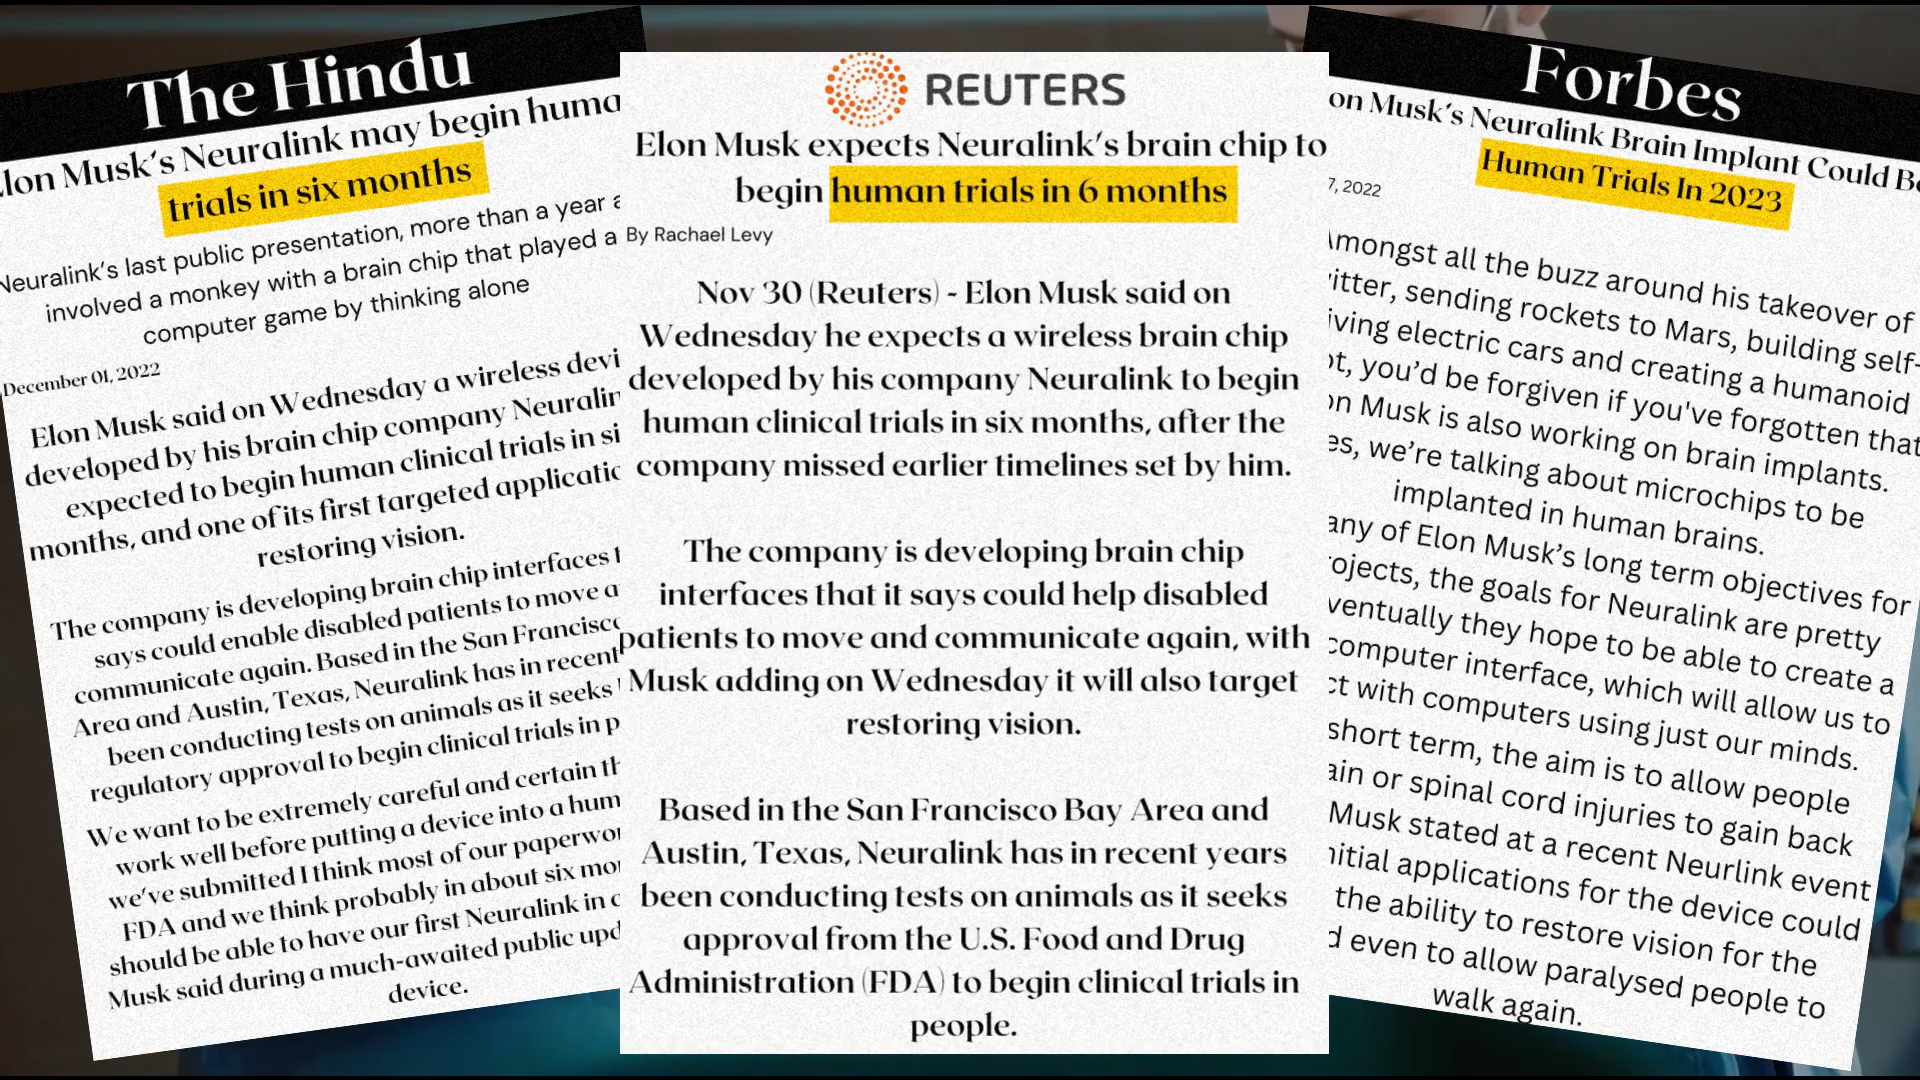 The Hindu
Elon Musk's Neuralink may begin huma
trials in six months
Neuralink's last public presentation, more than a year a
involved a monkey with a brain chip that played a
computer game by thinking alone
December 01, 2022
Elon Musk said on Wednesday a wireless devi
developed by his brain chip company Neuralin
expected to begin human clinical trials in si
months, and one of its first targeted applicatio
restoring vision.
The company is developing brain chip interfaces t
says could enable disabled patients to move a
communicate again. Based in the San Francisco
Area and Austin, Texas, Neuralink has in recent
been conducting tests on animals as it seeks
regulatory approval to begin clinical trials in p
We want to be extremely careful and certain th
work well before putting a device into a hum
we've submitted I think most of our paperwor
FDA and we think probably in about six mon
should be able to have our first Neuralink in a
Musk said during a much-awaited public upd
device.
REUTERS
Elon Musk expects Neuralink's brain chip to
begin human trials in 6 months
By Rachael Levy
Nov 30 (Reuters) - Elon Musk said on
Wednesday he expects a wireless brain chip
developed by his company Neuralink to begin
human clinical trials in six months, after the
company missed earlier timelines set by him.
The company is developing brain chip
interfaces that it says could help disabled
patients to move and communicate again, with
Musk adding on Wednesday it will also target
restoring vision.
Based in the San Francisco Bay Area and
Austin, Texas, Neuralink has in recent years
been conducting tests on animals as it seeks
approval from the U.S. Food and Drug
Administration (FDA) to begin clinical trials in
people.
Forbes
on Musk's Neuralink Brain Implant Could Be
Human Trials In 2023
7, 2022
Amongst all the buzz around his takeover of
itter, sending rockets to Mars, building self-
iving electric cars and creating a humanoid
ot, you'd be forgiven if you've forgotten that
on Musk is also working on brain implants.
es, we're talking about microchips to be
implanted in human brains.
any of Elon Musk's long term objectives for
rojects, the goals for Neuralink are pretty
ventually they hope to be able to create a
computer interface, which will allow us to
ct with computers using just our minds.
short term, the aim is to allow people
ain or spinal cord injuries to gain back
Musk stated at a recent Neurlink event
nitial applications for the device could
the ability to restore vision for the
d even to allow paralysed people to
walk again.